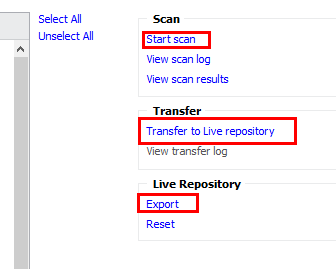 Select All
Unselect All
Scan
Start scan
View scan log
View scan results
Transfer
Transfer to Live repository
View transfer log
Live Repository
Export
Reset